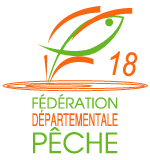 18
FÉDÉRATION
DÉPARTEMENTALE
PÊCHE